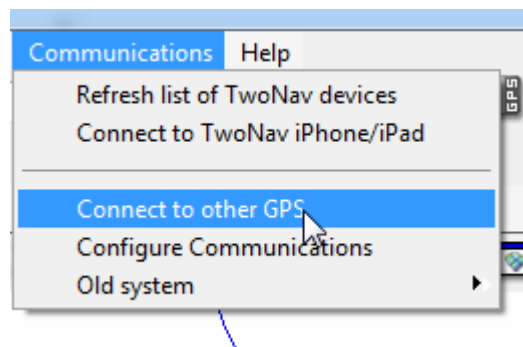 Communications Help
Refresh list of TwoNav devices
GPS
Connect to TwoNav iPhone/iPad
Connect to other GPS
Configure Communications
Old system